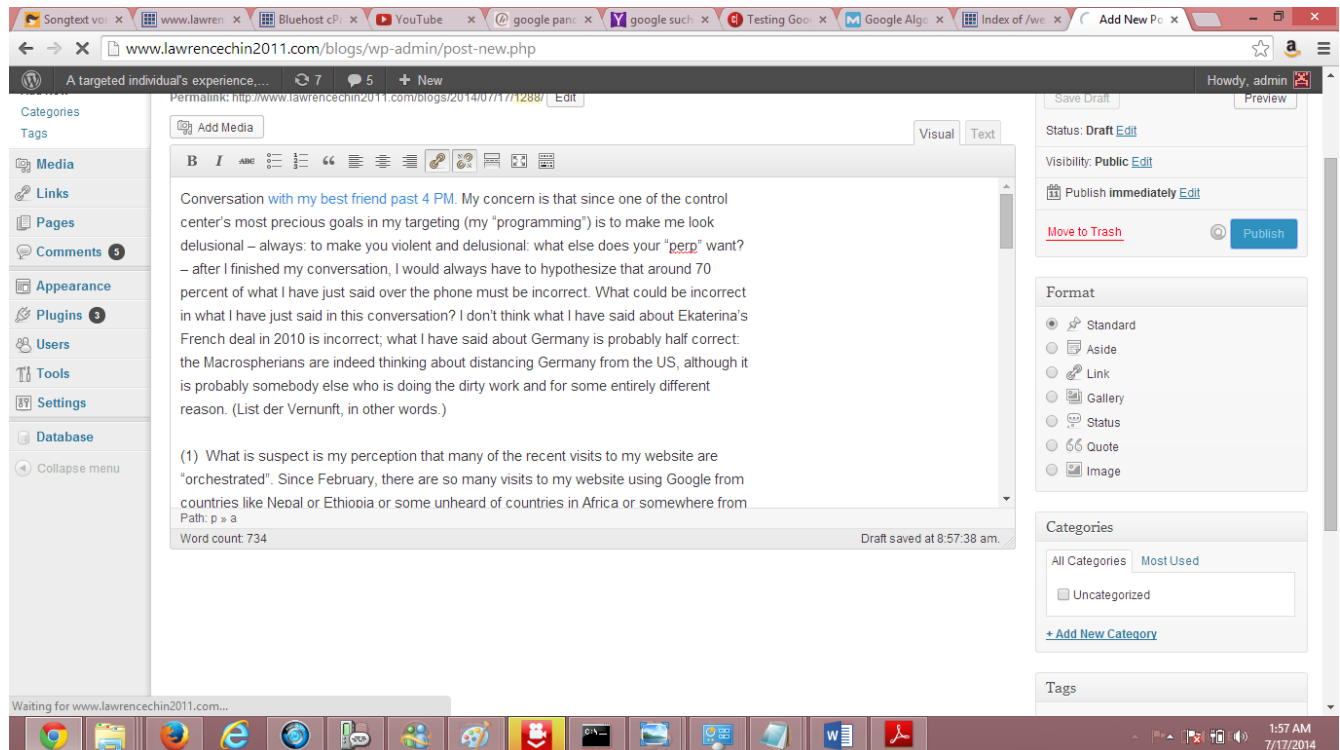 Songtext vor
www.lawren
Bluehost cPa
YouTube
google panc
google such
Testing Goo
Google Algo
Index of /we
Add New Po
www.lawrencechin2011.com/blogs/wp-admin/post-new.php
A targeted individual's experience,... 7 5 + New
Howdy, admin
Categories
Tags
Media
Links
Pages
Comments 5
Appearance
Plugins 3
Users
Tools
Settings
Database
Collapse menu
Permalink: http://www.lawrencechin2011.com/blogs/2014/07/17/1288/ Edit
Add Media
Visual Text
B I ABC
Conversation with my best friend past 4 PM. My concern is that since one of the control
center's most precious goals in my targeting (my “programming”) is to make me look
delusional – always: to make you violent and delusional: what else does your “perp” want?
– after I finished my conversation, I would always have to hypothesize that around 70
percent of what I have just said over the phone must be incorrect. What could be incorrect
in what I have just said in this conversation? I don't think what I have said about Ekaterina's
French deal in 2010 is incorrect; what I have said about Germany is probably half correct:
the Macrospherians are indeed thinking about distancing Germany from the US, although it
is probably somebody else who is doing the dirty work and for some entirely different
reason. (List der Vernunft, in other words.)
(1) What is suspect is my perception that many of the recent visits to my website are
“orchestrated”. Since February, there are so many visits to my website using Google from
countries like Nepal or Ethiopia or some unheard of countries in Africa or somewhere from
Path: p » a
Word count: 734
Draft saved at 8:57:38 am.
Save Draft Preview
Status: Draft Edit
Visibility: Public Edit
Publish immediately Edit
Move to Trash Publish
Format
Standard
Aside
Link
Gallery
Status
Quote
Image
Categories
All Categories Most Used
Uncategorized
+ Add New Category
Tags
Waiting for www.lawrencechin2011.com...
1:57 AM
7/17/2014